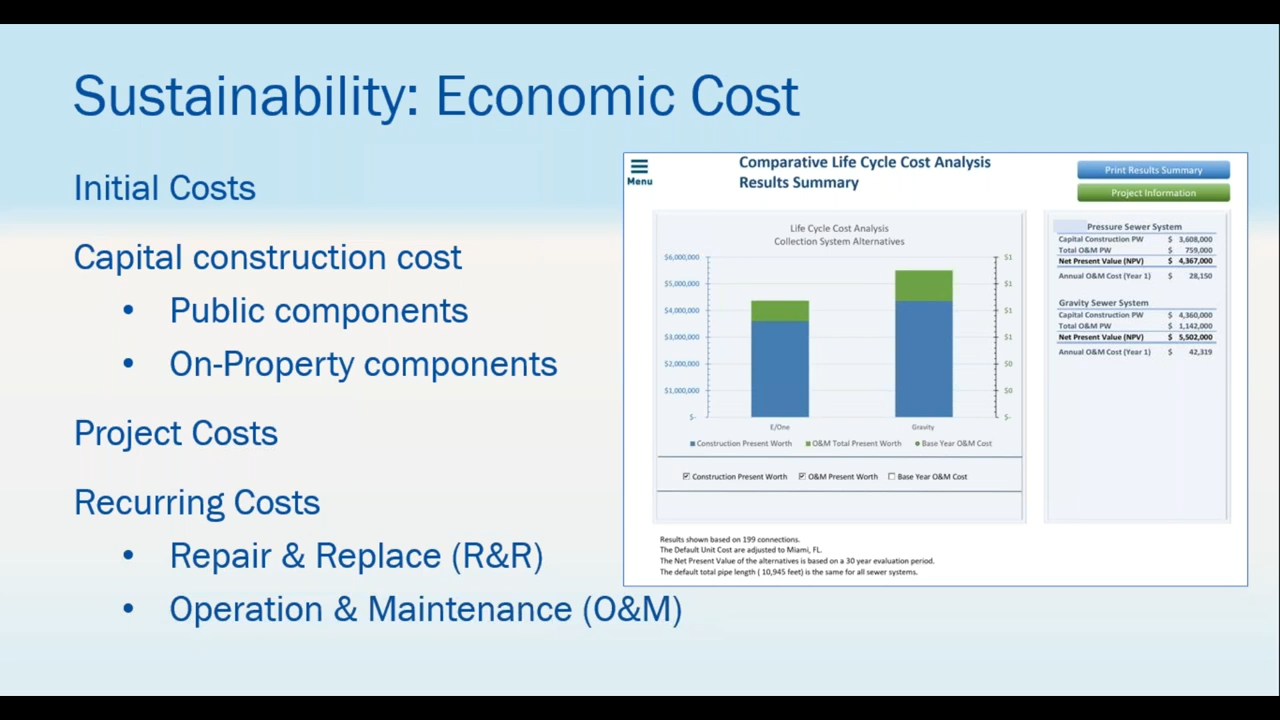 Sustainability: Economic Cost
Initial Costs
Capital construction cost
• Public components
• On-Property components
Project Costs
Recurring Costs
• Repair & Replace (R&R)
• Operation & Maintenance (O&M)
Menu
Comparative Life Cycle Cost Analysis
Results Summary
Print Results Summary
Project Information
Life Cycle Cost Analysis
Collection System Alternatives
$6,000,000
$5,000,000
$4,000,000
$3,000,000
$2,000,000
$1,000,000
$-
$1
$1
$1
$1
$0
$0
$-
E/One
Gravity
Construction Present Worth
O&M Total Present Worth
Base Year O&M Cost
Construction Present Worth
O&M Present Worth
Base Year O&M Cost
Pressure Sewer System
Capital Construction PW $ 3,608,000
Total O&M PW $ 759,000
Net Present Value (NPV) $ 4,367,000
Annual O&M Cost (Year 1) $ 28,150
Gravity Sewer System
Capital Construction PW $ 4,360,000
Total O&M PW $ 1,142,000
Net Present Value (NPV) $ 5,502,000
Annual O&M Cost (Year 1) $ 42,319
Results shown based on 199 connections.
The Default Unit Cost are adjusted to Miami, FL.
The Net Present Value of the alternatives is based on a 30 year evaluation period.
The default total pipe length ( 10,945 feet) is the same for all sewer systems.